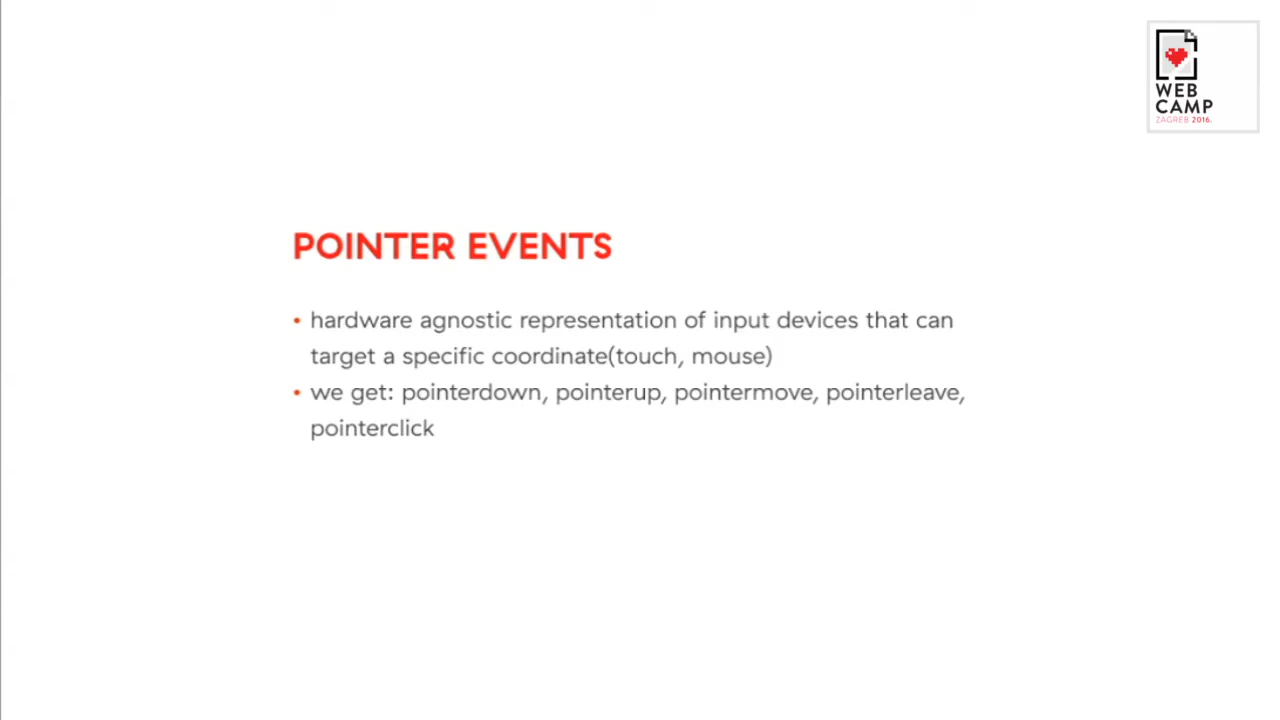 WEB
CAMP
ZAGREB 2016.
POINTER EVENTS
• hardware agnostic representation of input devices that can
target a specific coordinate(touch, mouse)
• we get: pointerdown, pointerup, pointermove, pointerleave,
pointerclick